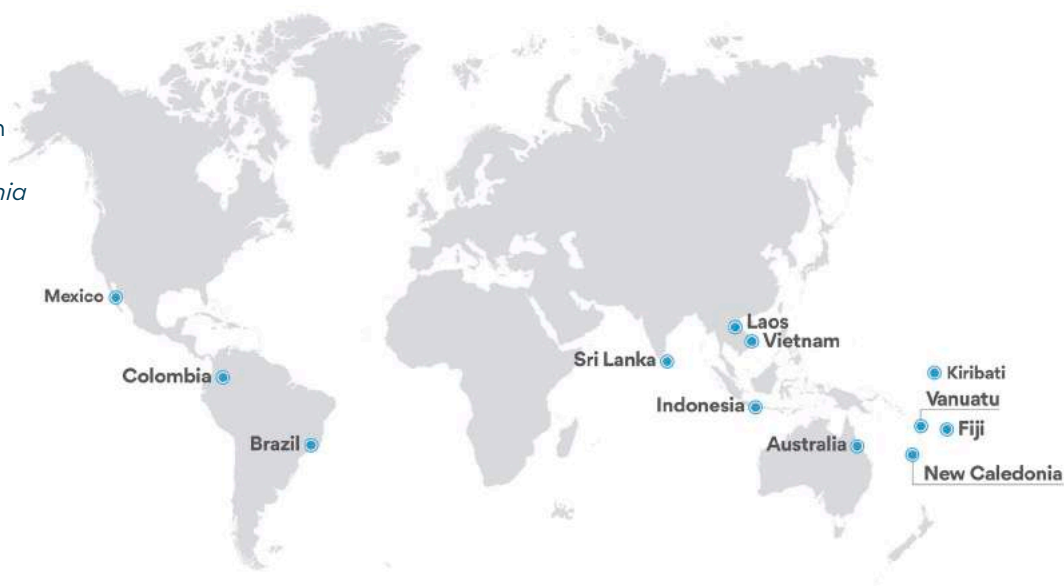 Mexico
Laos
Vietnam
Sri Lanka
Colombia
Kiribati
Vanuatu
Indonesia
Fiji
Brazil
Australia
New Caledonia